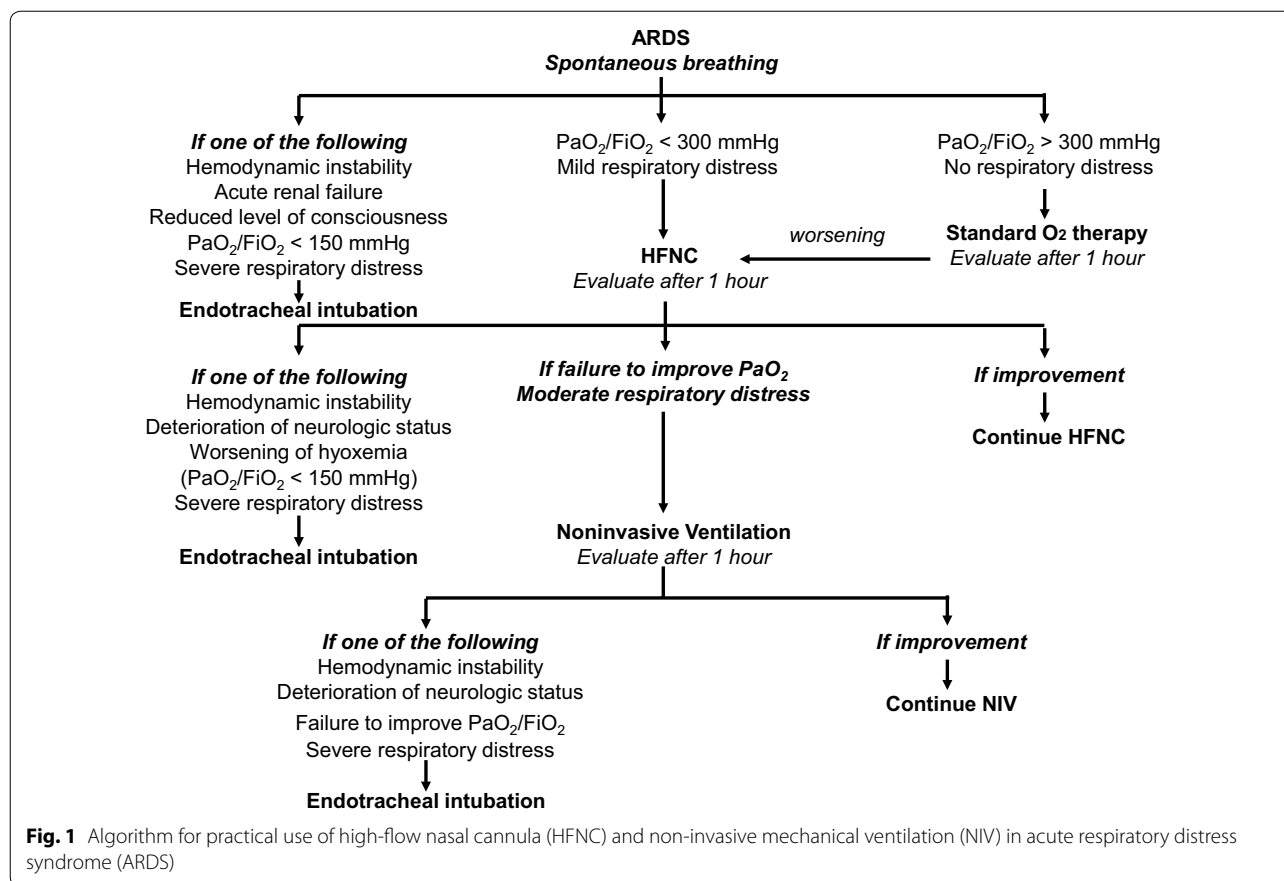 ARDS
Spontaneous breathing
If one of the following
Hemodynamic instability
Acute renal failure
Reduced level of consciousness
PaO₂/FiO₂ < 150 mmHg
Severe respiratory distress
Endotracheal intubation
PaO₂/FiO₂ < 300 mmHg
Mild respiratory distress
HFNC
Evaluate after 1 hour
PaO₂/FiO₂ > 300 mmHg
No respiratory distress
Standard O₂ therapy
Evaluate after 1 hour
worsening
If one of the following
Hemodynamic instability
Deterioration of neurologic status
Worsening of hyoxemia
(PaO₂/FiO₂ < 150 mmHg)
Severe respiratory distress
Endotracheal intubation
If failure to improve PaO₂
Moderate respiratory distress
If improvement
Continue HFNC
Noninvasive Ventilation
Evaluate after 1 hour
If one of the following
Hemodynamic instability
Deterioration of neurologic status
Failure to improve PaO₂/FiO₂
Severe respiratory distress
Endotracheal intubation
If improvement
Continue NIV
Fig. 1 Algorithm for practical use of high-flow nasal cannula (HFNC) and non-invasive mechanical ventilation (NIV) in acute respiratory distress
syndrome (ARDS)